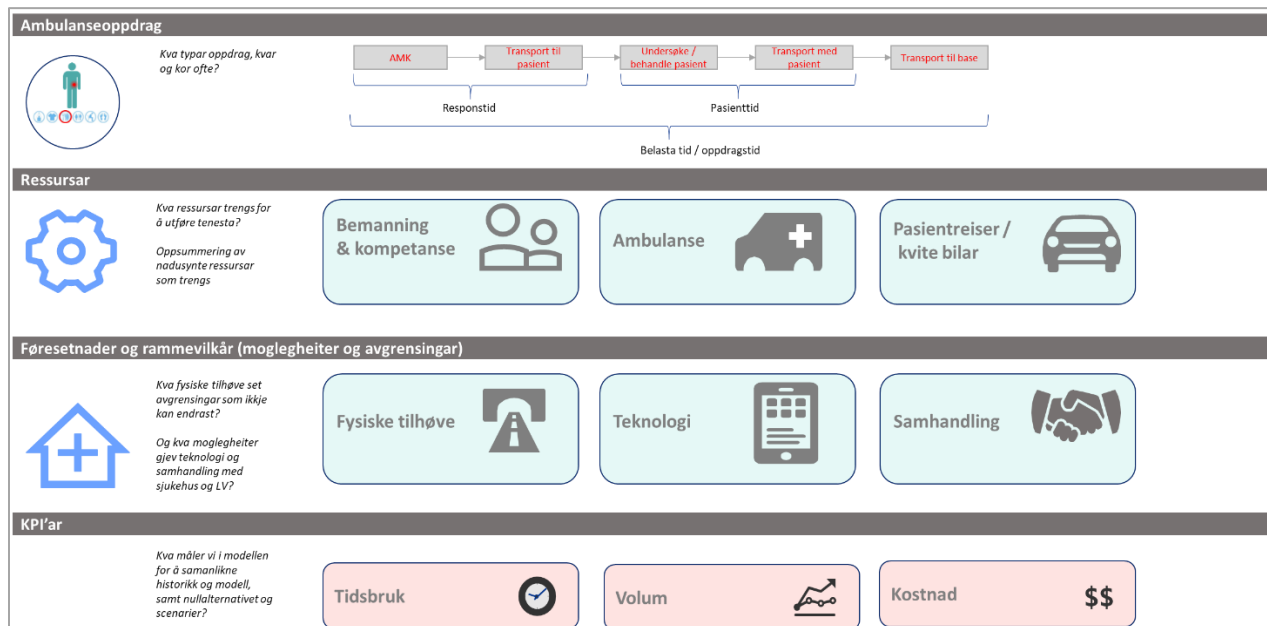 Ambulanseoppdrag
Kva typar oppdrag, kvar
og kor ofte?
AMK
Transport til
pasient
Undersøke /
behandle pasient
Transport med
pasient
Transport til base
Responstid
Pasienttid
Belasta tid / oppdragstid
Ressursar
Kva ressursar trengs for
å utføre tenesta?
Oppsummering av
nadusynte ressursar
som trengs
Bemanning
& kompetanse
Ambulanse
Pasientreiser /
kvite bilar
Føresetnader og rammevilkår (moglegheiter og avgrensingar)
Kva fysiske tilhøve set
avgrensingar som ikkje
kan endrast?
Og kva moglegheiter
gjev teknologi og
samhandling med
sjukehus og LV?
Fysiske tilhøve
Teknologi
Samhandling
KPI'ar
Kva måler vi i modellen
for å samanlikne
historikk og modell,
samt nullalternativet og
scenarier?
Tidsbruk
Volum
Kostnad
$$